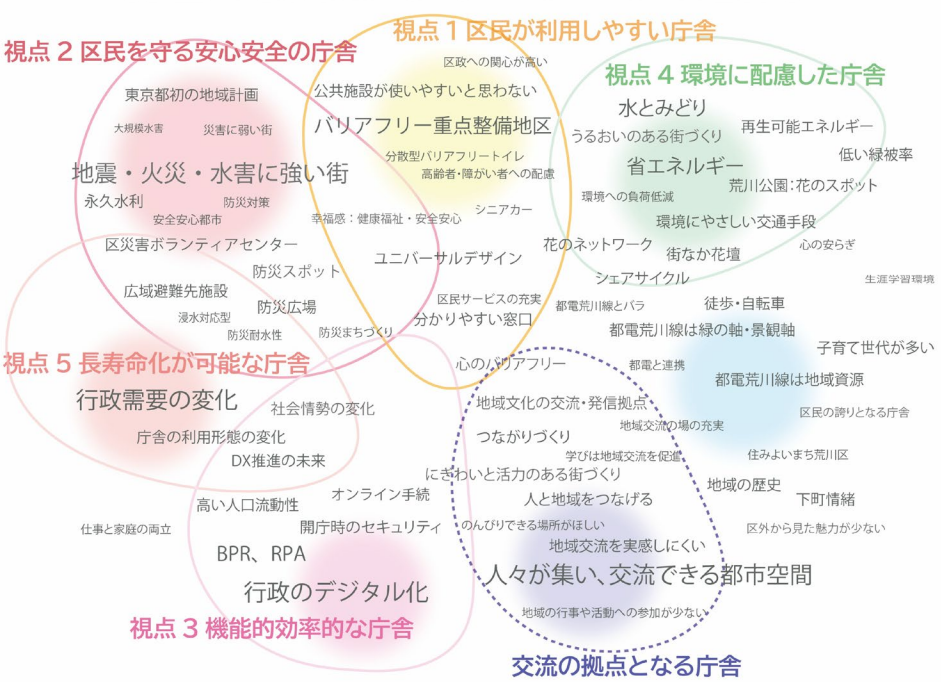 視点1区民が利用しやすい庁舎
視点2区民を守る安心安全の庁舎
区政への関心が高い
視点4環境に配慮した庁舎
東京都初の地域計画
公共施設が使いやすいと思わない
水とみどり
大規模水害
災害に弱い街
バリアフリー重点整備地区
うるおいのある街づくり
再生可能エネルギー
分散型バリアフリートイレ
省エネルギー
低い緑被率
地震・火災・水害に強い街
高齢者・障がい者への配慮
荒川公園:花のスポット
永久水利
防災対策
環境への負荷低減
安全安心都市
幸福感:健康福祉・安全安心
シニアカー
環境にやさしい交通手段
区災害ボランティアセンター
ユニバーサルデザイン
花のネットワーク
街なか花壇
心の安らぎ
防災スポット
シェアサイクル
生涯学習環境
広域避難先施設
防災広場
区民サービスの充実
都電荒川線とバラ
徒歩・自転車
浸水対応型
防災耐水性
防災まちづくり
分かりやすい窓口
都電荒川線は緑の軸・景観軸
視点5長寿命化が可能な庁舎
心のバリアフリー
都電と連携
子育て世代が多い
行政需要の変化
社会情勢の変化
地域文化の交流・発信拠点
都電荒川線は地域資源
区民の誇りとなる庁舎
庁舎の利用形態の変化
つながりづくり
地域交流の場の充実
DX推進の未来
学びは地域交流を促進
住みよいまち荒川区
にぎわいと活力のある街づくり
地域の歴史
高い人口流動性
オンライン手続
人と地域をつなげる
下町情緒
仕事と家庭の両立
開庁時のセキュリティ
のんびりできる場所がほしい
区外から見た魅力が少ない
BPR、RPA
地域交流を実感しにくい
行政のデジタル化
人々が集い、交流できる都市空間
視点3機能的効率的な庁舎
地域の行事や活動への参加が少ない
交流の拠点となる庁舎